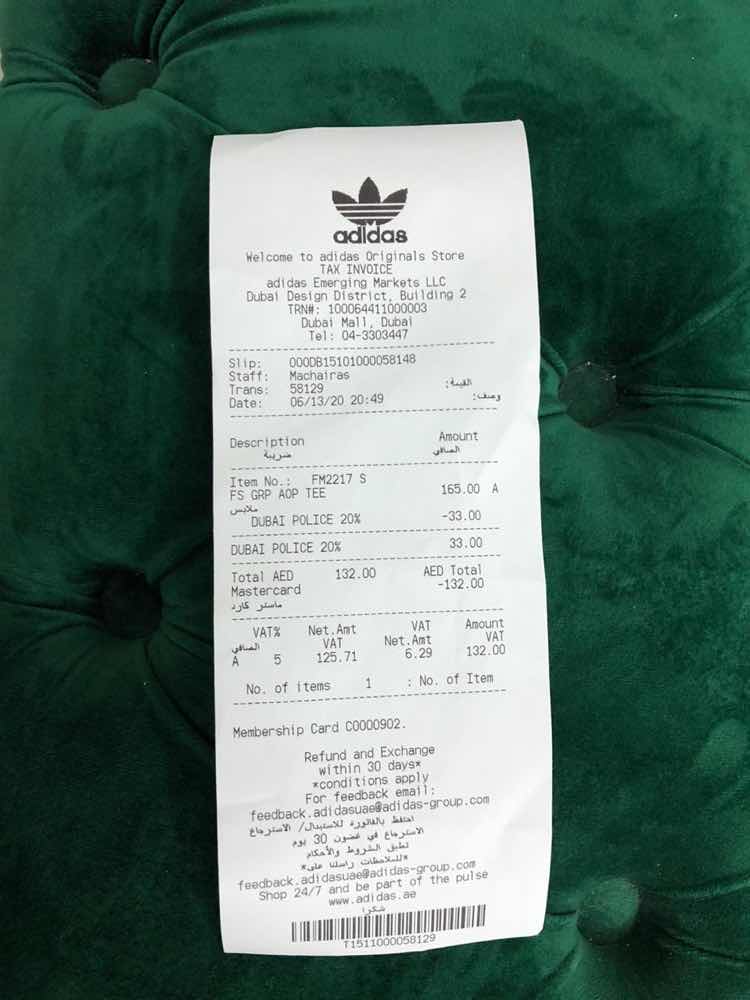 adidas
Welcome to adidas Originals Store
TAX INVOICE
adidas Emerging Markets LLC
Dubai Design District, Building 2
TRN#: 100064411000003
Dubai Mall, Dubai
Tel: 04-3303447
Slip: 000DB15101000058148
Staff: Machairas
Trans: 58129 القيمة:
Date: 06/13/20 20:49 وصف:
Description Amount
ضريبة الصافي
Item No.: FM2217 S
FS GRP AOP TEE 165.00 A
ملابس
DUBAI POLICE 20% -33.00
DUBAI POLICE 20% 33.00
Total AED 132.00 AED Total
Mastercard -132.00
ماستر كارد
VAT% Net.Amt VAT Amount
الصافي VAT Net.Amt VAT
A 5 125.71 6.29 132.00
No. of items 1 : No. of Item
Membership Card C0000902.
Refund and Exchange
within 30 days*
*conditions apply
For feedback email:
feedback.adidasuae@adidas-group.com
احتفظ بالفاتورة للاستبدال/ الاسترجاع
الاسترجاع في غضون 30 يوم
تطبق الشروط والأحكام
*للملاحظات راسلنا على*
feedback.adidasuae@adidas-group.com
Shop 24/7 and be part of the pulse
www.adidas.ae
شكرا
T1511000058129